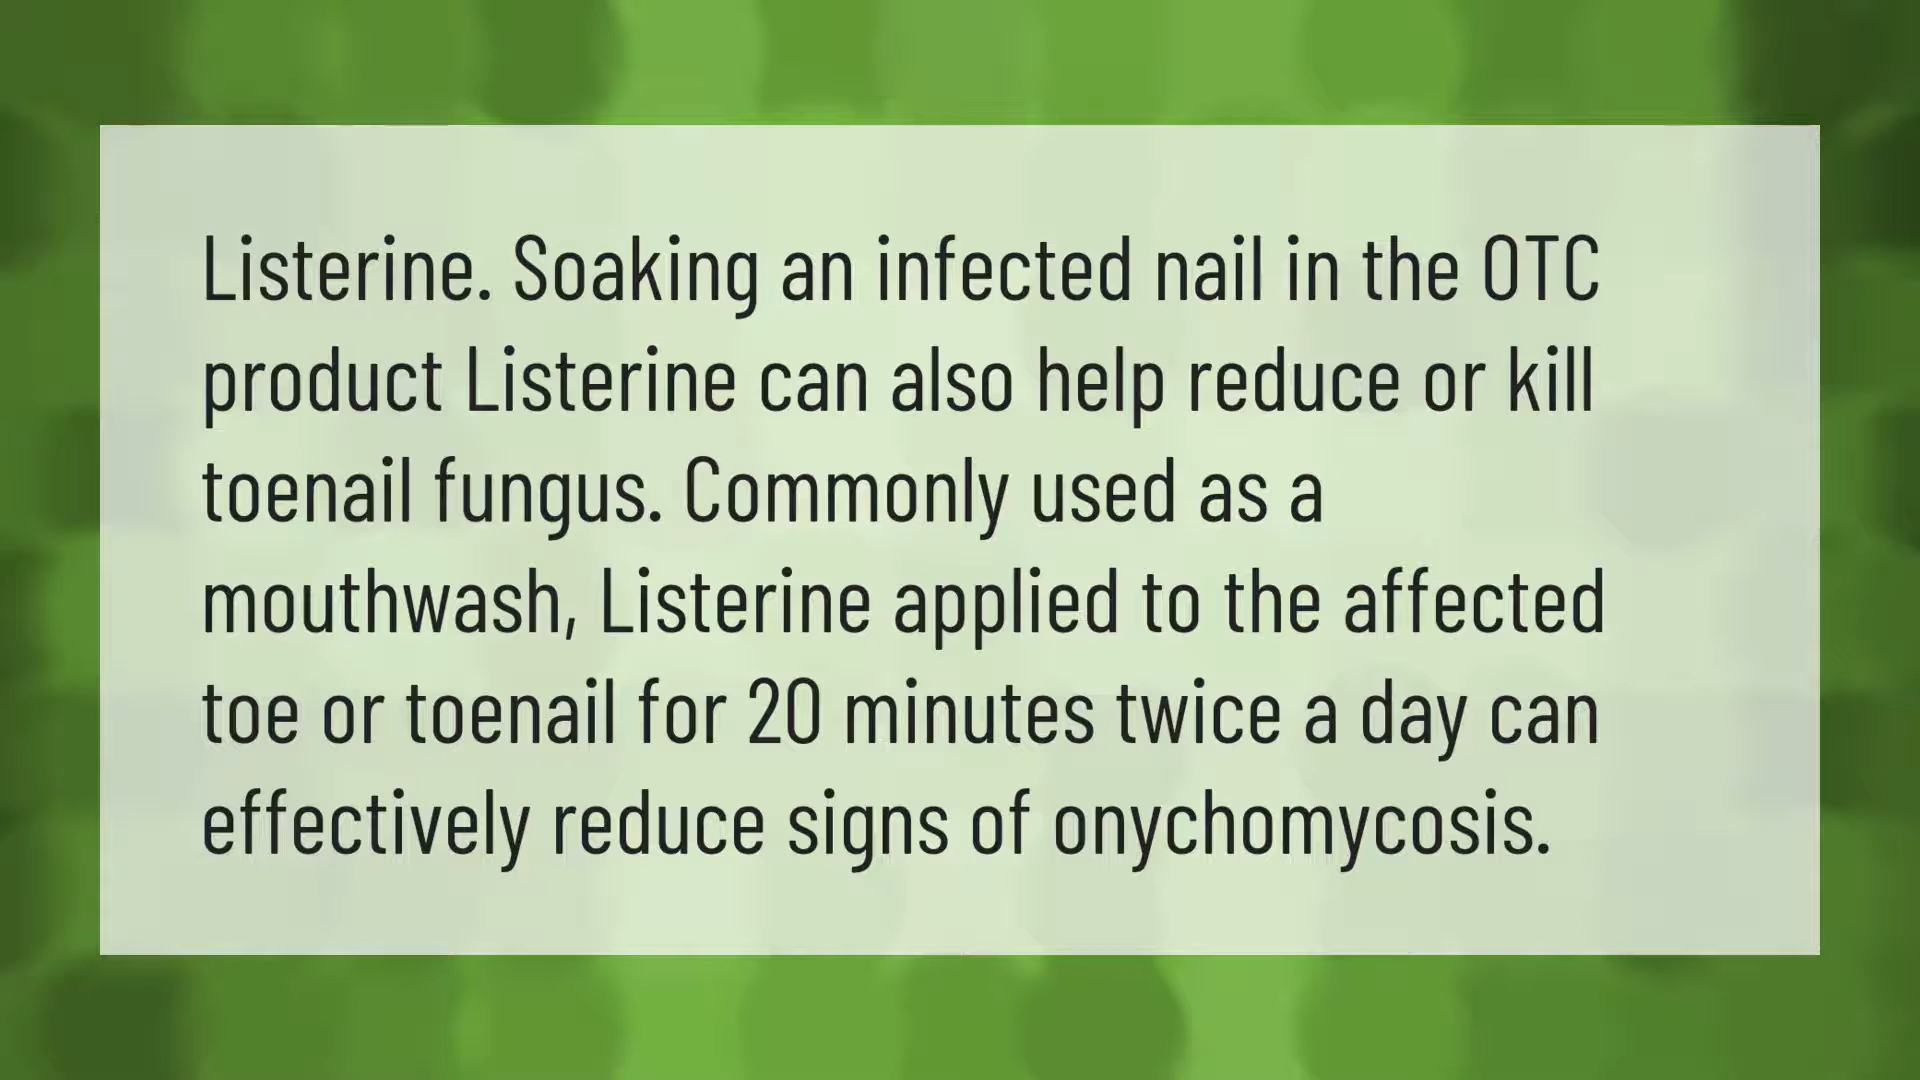 Listerine. Soaking an infected nail in the OTC
product Listerine can also help reduce or kill
toenail fungus. Commonly used as a
mouthwash, Listerine applied to the affected
toe or toenail for 20 minutes twice a day can
effectively reduce signs of onychomycosis.